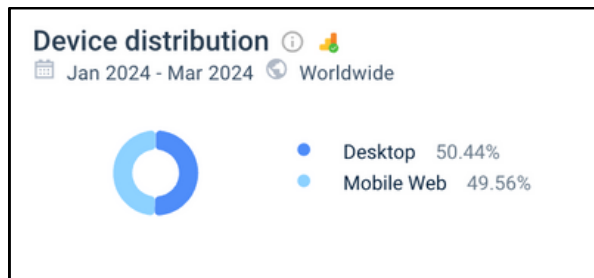 Device distribution
Jan 2024 - Mar 2024 Worldwide
Desktop 50.44%
Mobile Web 49.56%